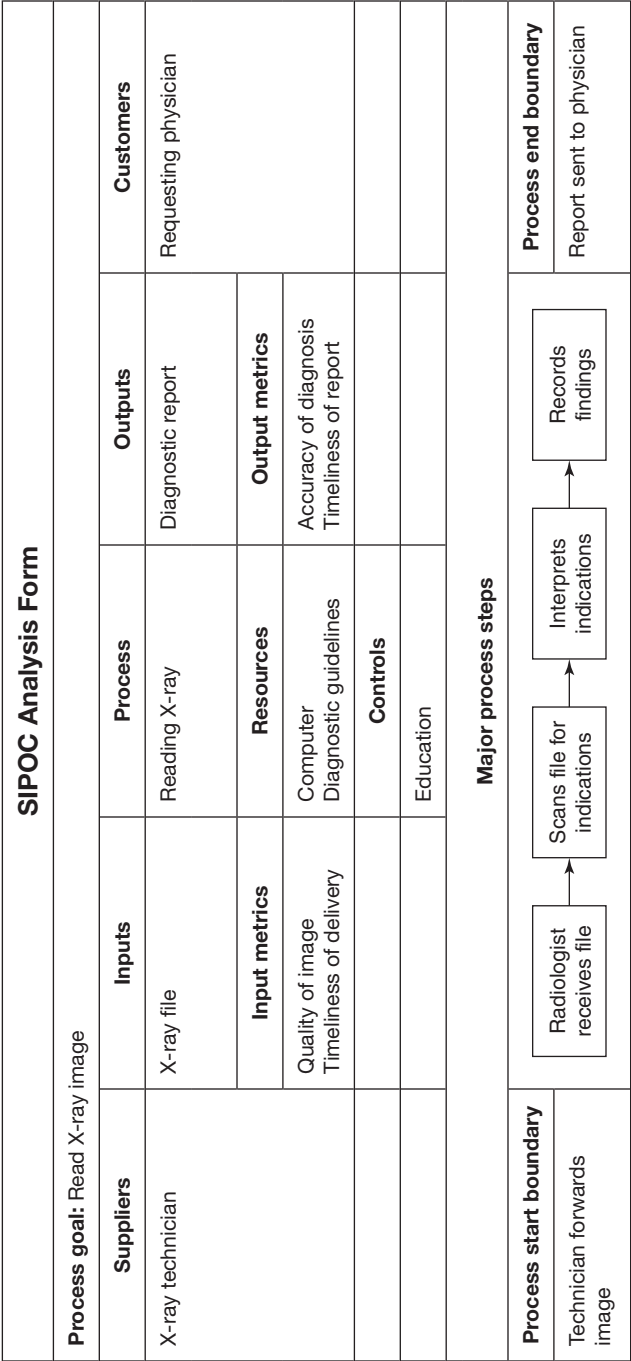 SIPOC Analysis Form
Process goal: Read X-ray image
Suppliers
Inputs
Process
Outputs
Customers
X-ray technician
X-ray file
Reading X-ray
Diagnostic report
Requesting physician
Input metrics
Resources
Output metrics
Quality of image
Timeliness of delivery
Computer
Diagnostic guidelines
Accuracy of diagnosis
Timeliness of report
Controls
Education
Major process steps
Process start boundary
Process end boundary
Technician forwards
image
Radiologist
receives file
Scans file for
indications
Interprets
indications
Records
findings
Report sent to physician